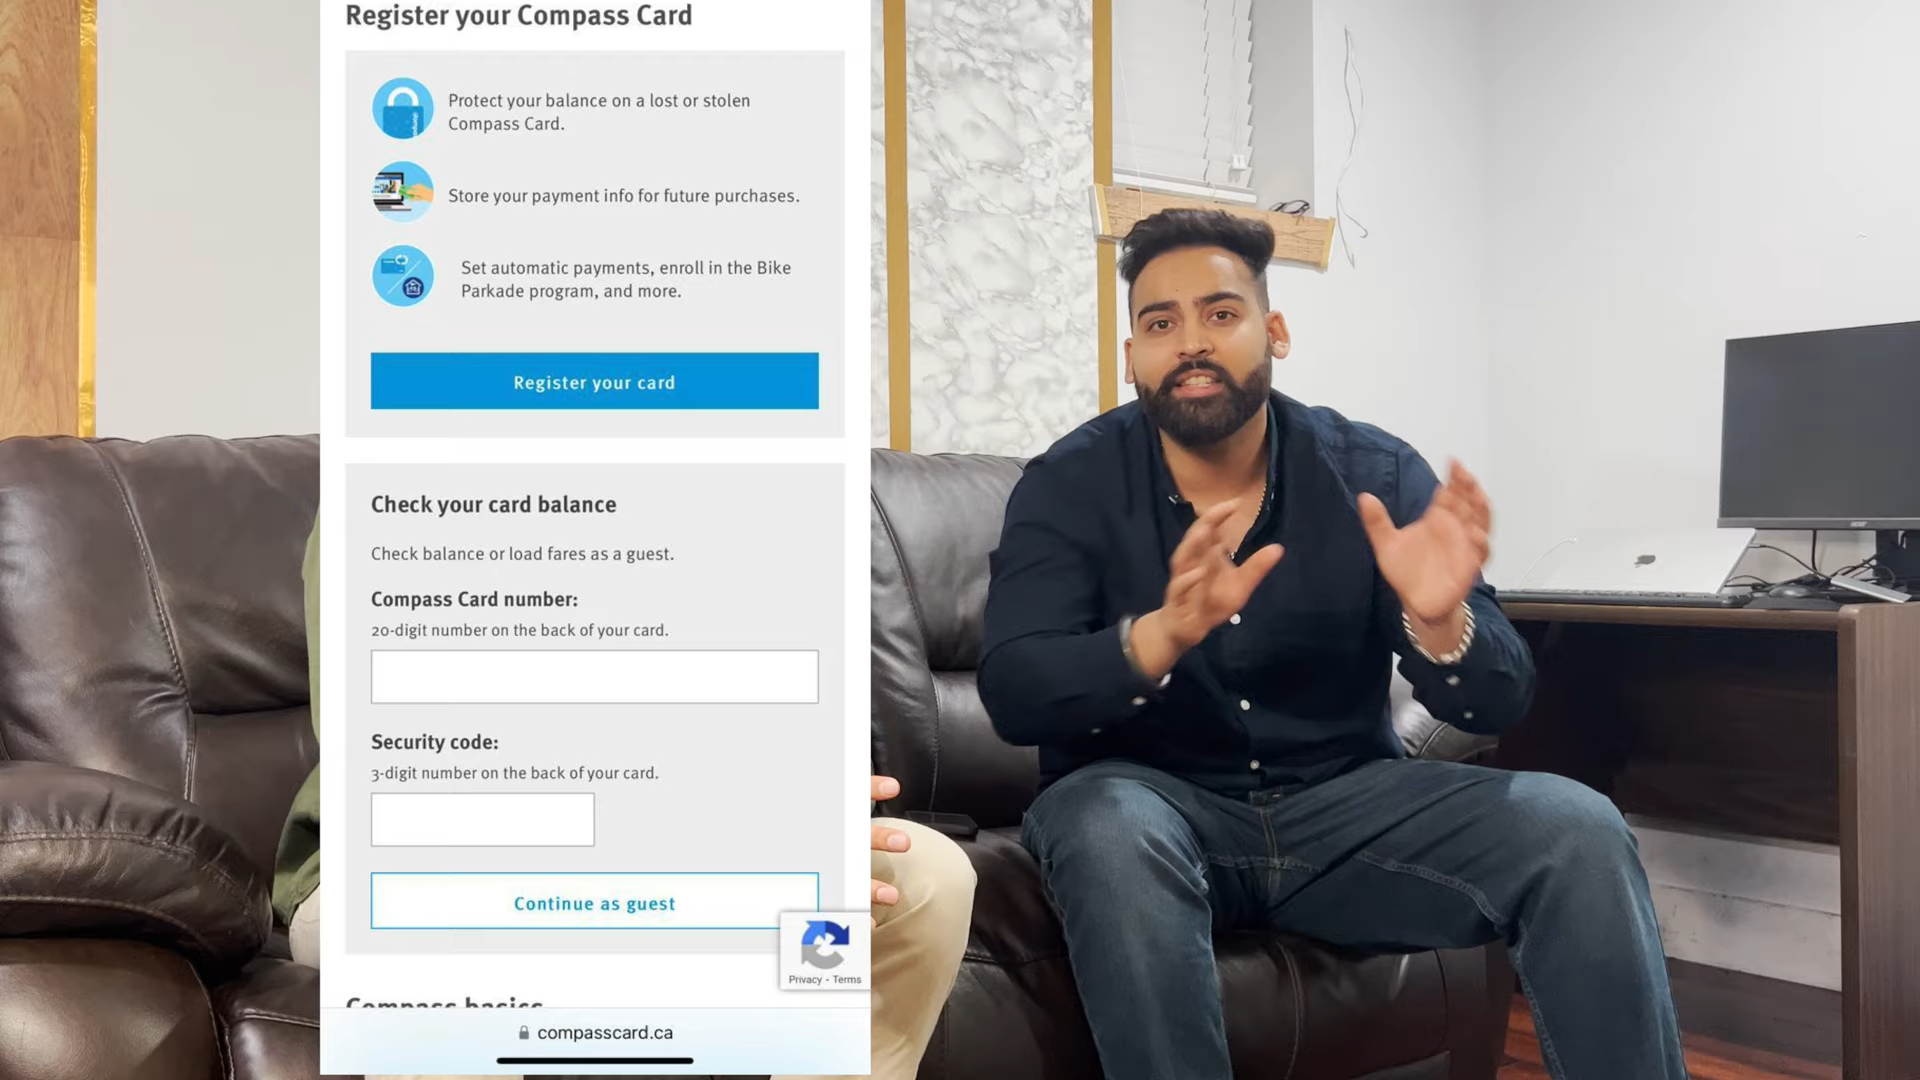 Register your Compass Card
Protect your balance on a lost or stolen
Compass Card.
Store your payment info for future purchases.
Set automatic payments, enroll in the Bike
Parkade program, and more.
Register your card
Check your card balance
Check balance or load fares as a guest.
Compass Card number:
20-digit number on the back of your card.
Security code:
3-digit number on the back of your card.
Continue as guest
Privacy - Terms
Compass basics
compasscard.ca